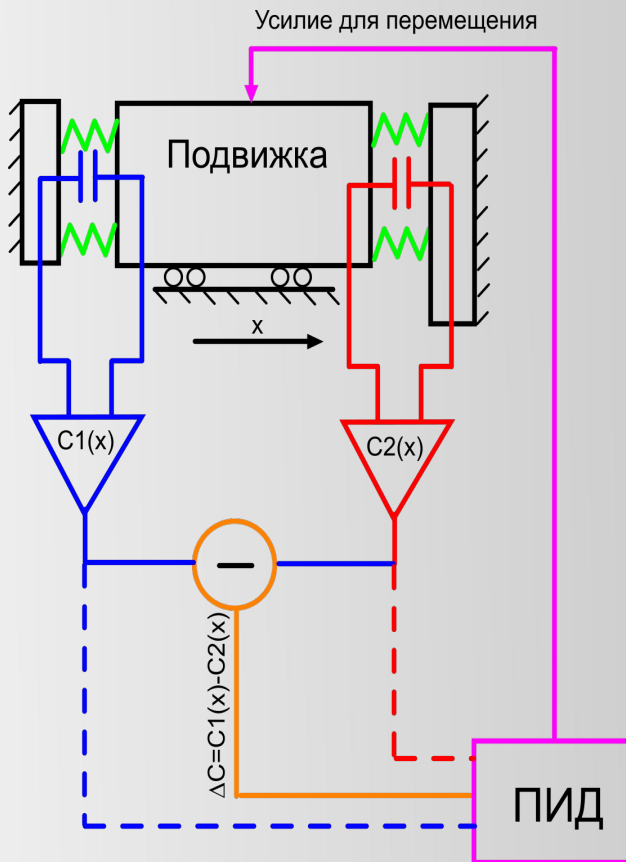 Усилие для перемещения
Подвижка
x
C1(x)
C2(x)
—
ΔC=C1(x)-C2(x)
ПИД